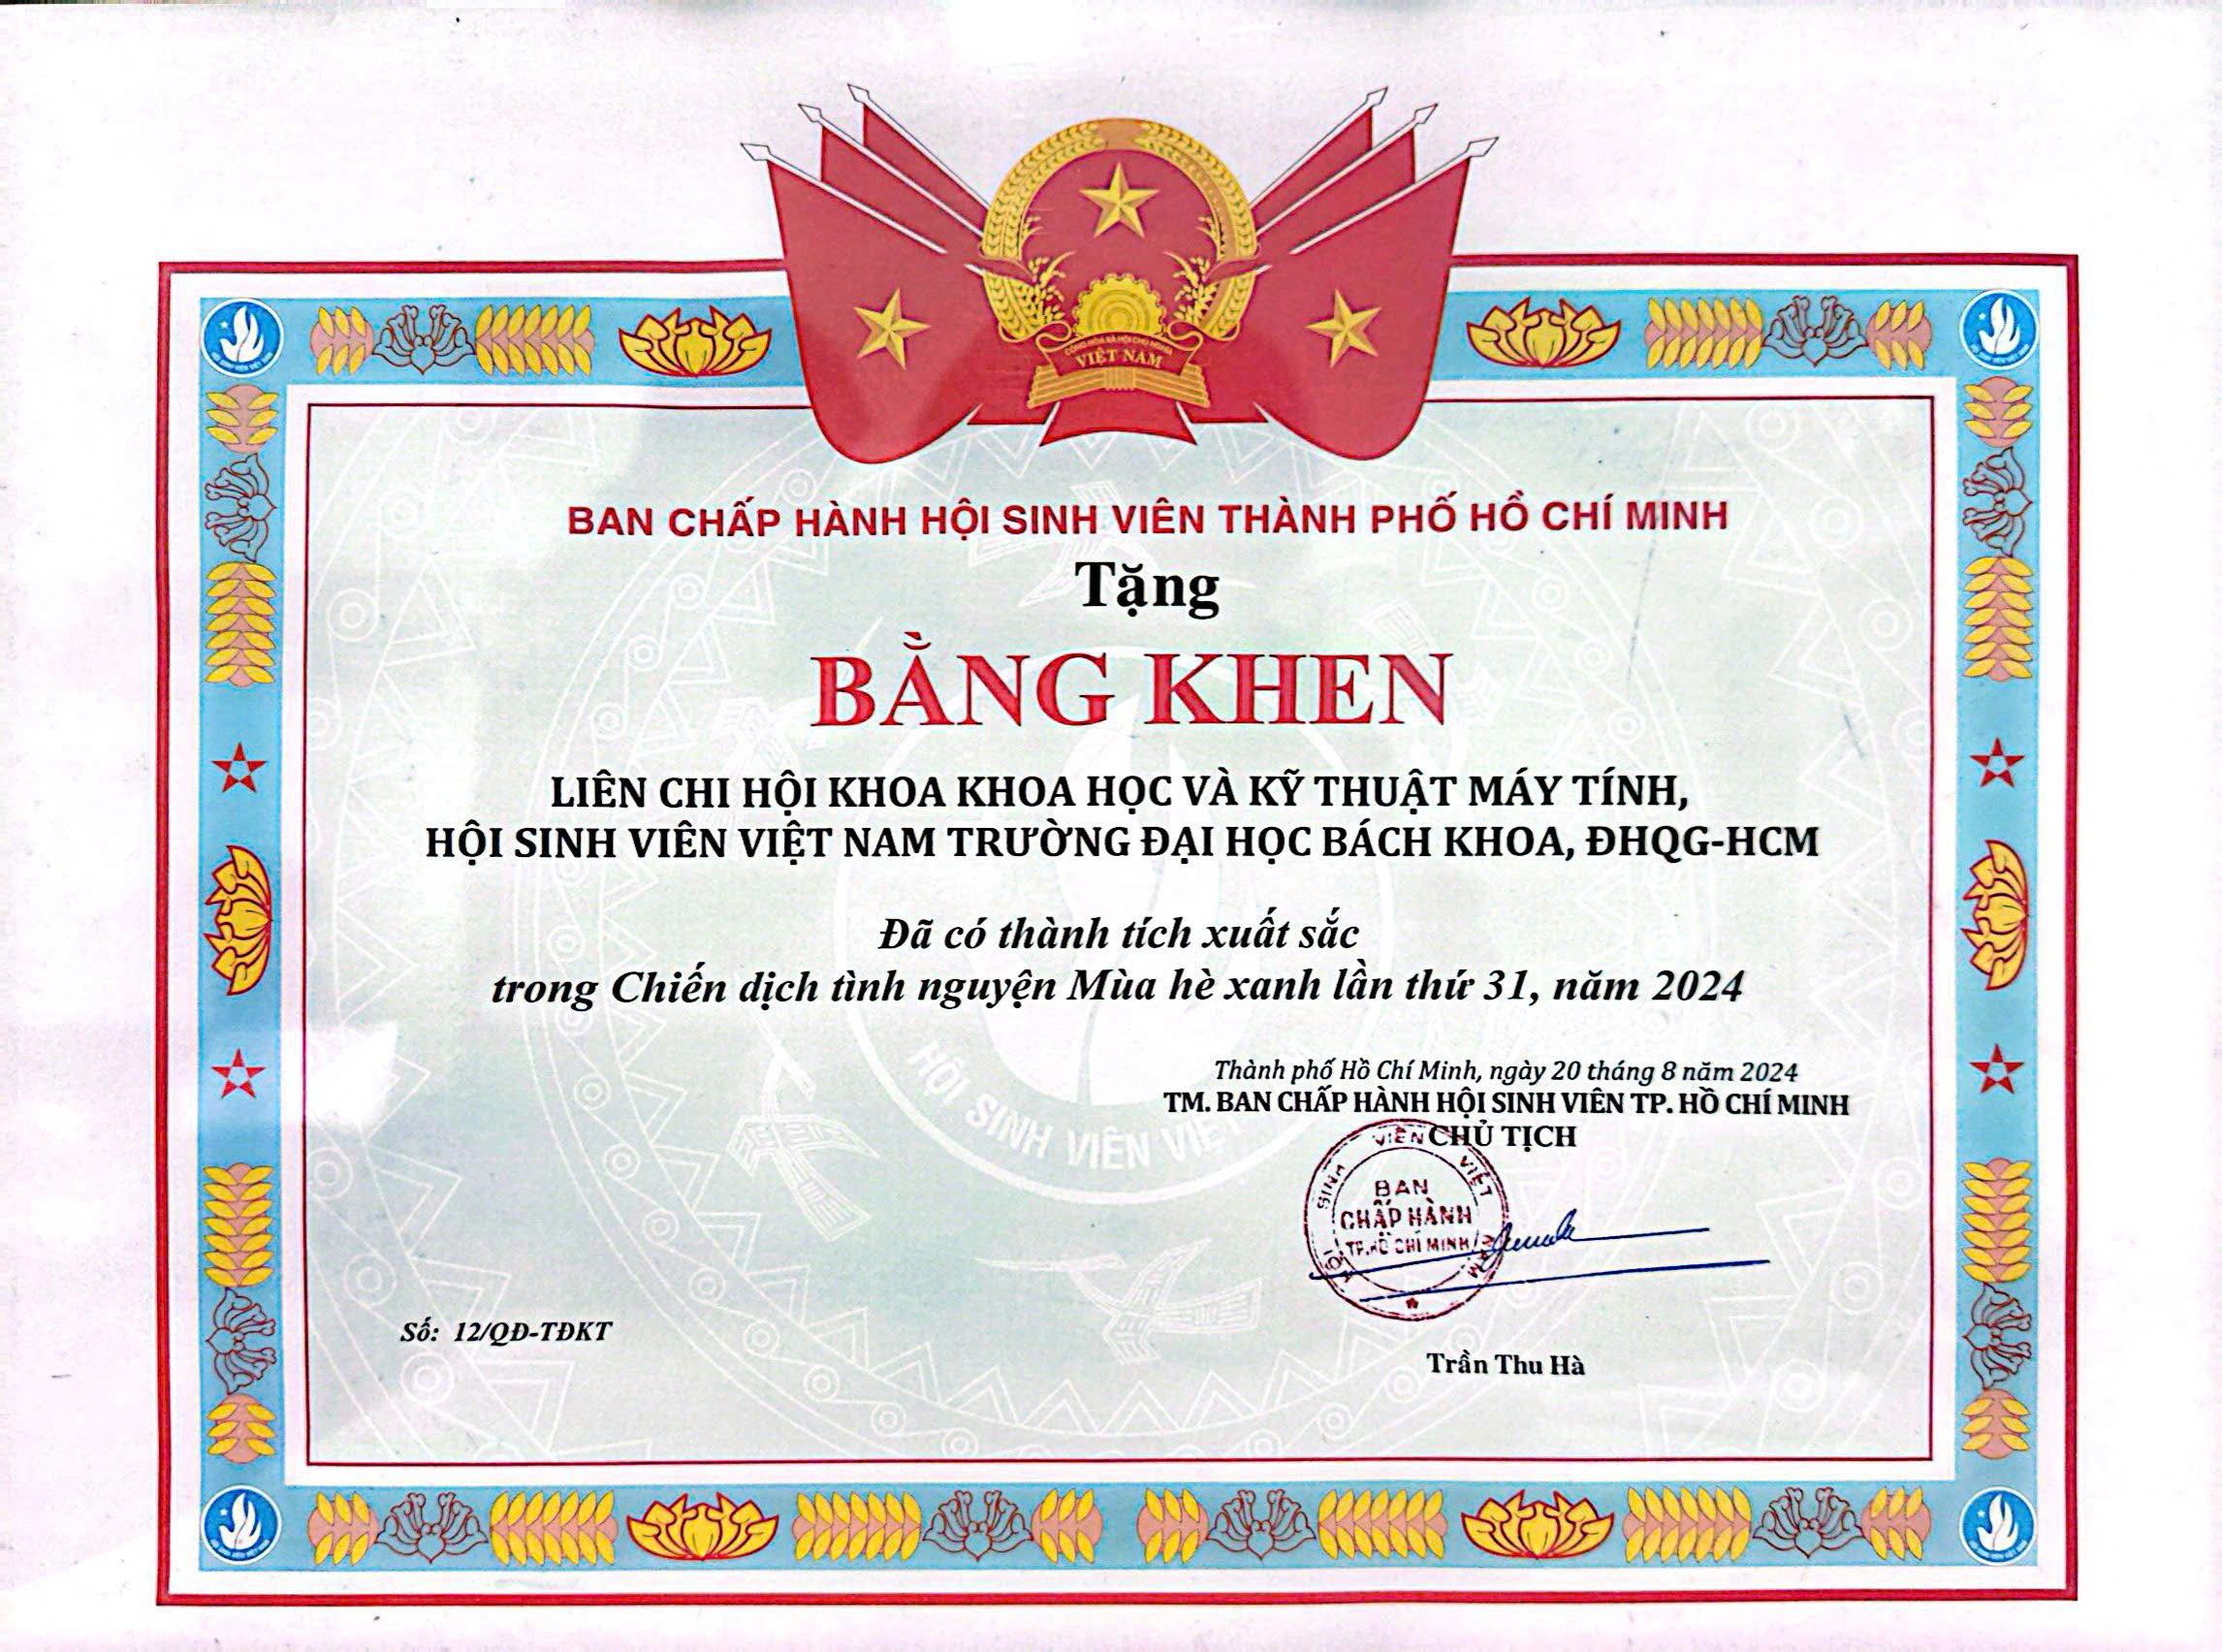 CỘNG HÒA XÃ HỘI CHỦ NGHĨA
VIỆT NAM
BAN CHẤP HÀNH HỘI SINH VIÊN THÀNH PHỐ HỒ CHÍ MINH
Tặng
BẰNG KHEN
LIÊN CHI HỘI KHOA KHOA HỌC VÀ KỸ THUẬT MÁY TÍNH,
HỘI SINH VIÊN VIỆT NAM TRƯỜNG ĐẠI HỌC BÁCH KHOA, ĐHQG-HCM
Đã có thành tích xuất sắc
trong Chiến dịch tình nguyện Mùa hè xanh lần thứ 31, năm 2024
Thành phố Hồ Chí Minh, ngày 20 tháng 8 năm 2024
TM. BAN CHẤP HÀNH HỘI SINH VIÊN TP. HỒ CHÍ MINH
CHỦ TỊCH
HỘI SINH VIÊN VIỆT NAM
BAN
CHẤP HÀNH
TP.HỒ CHÍ MINH
Số: 12/QĐ-TĐKT
Trần Thu Hà
HỘI SINH VIÊN VIỆT